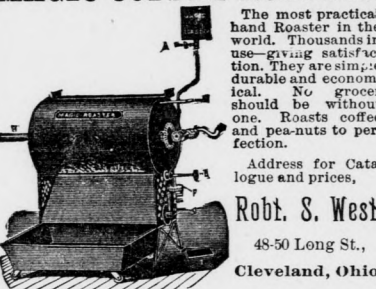 The most practical
hand Roaster in the
world. Thousands in
use—giving satisfac
tion. They are simple
durable and econom
ical. No grocer
should be without
one. Roasts coffee
and pea-nuts to per
fection.
MAGIC ROASTER
Address for Cata
logue and prices,
Robt. S. West
48-50 Long St.,
Cleveland, Ohio